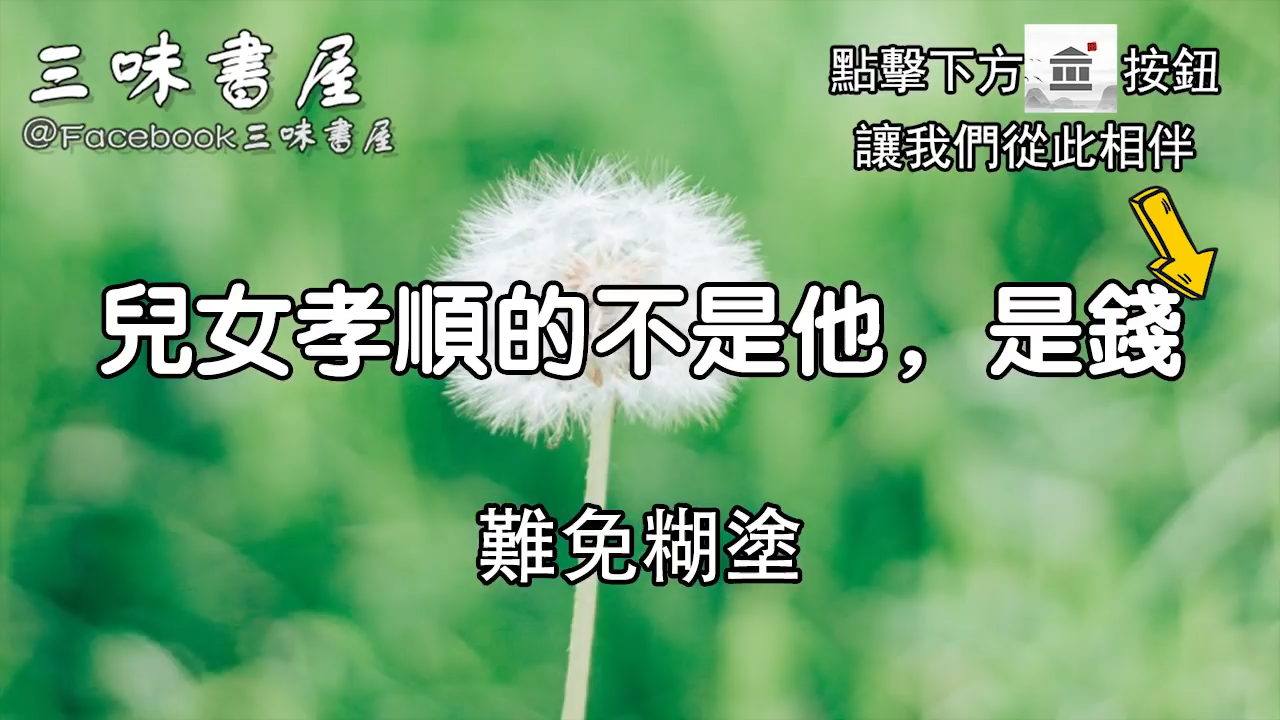 三味書屋
@Facebook三味書屋
點擊下方 按鈕
讓我們從此相伴
兒女孝順的不是他，是錢
難免糊塗